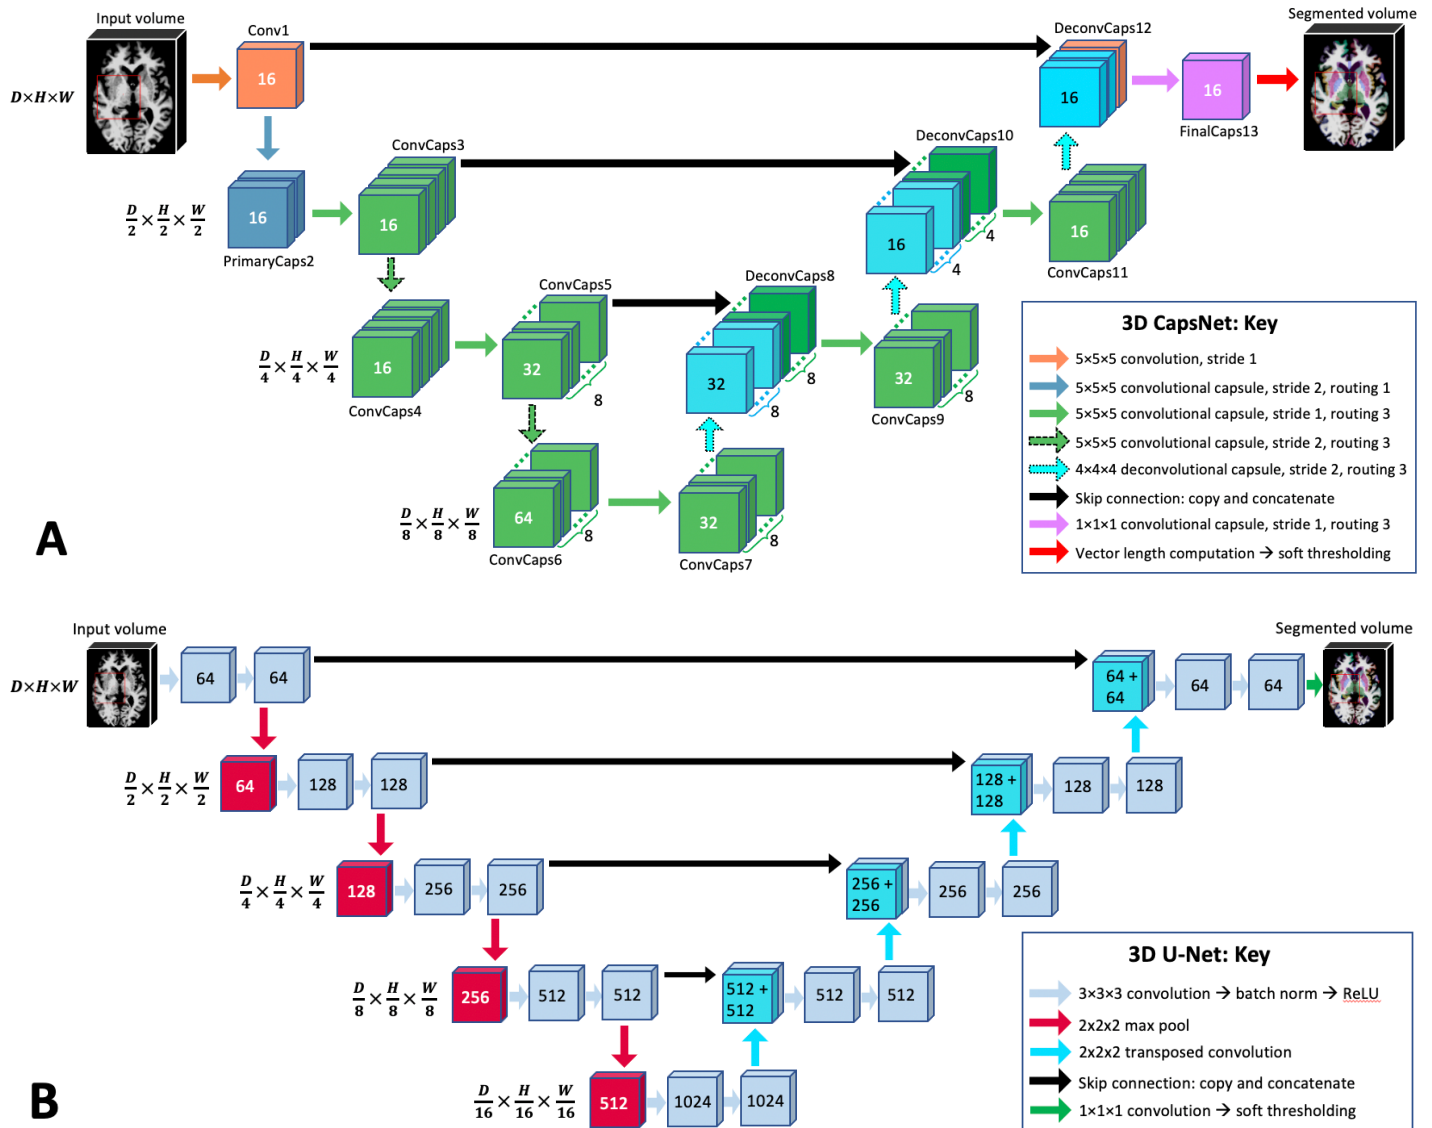 Input volume
Conv1
DeconvCaps12
Segmented volume
D×H×W
16
16
16
FinalCaps13
ConvCaps3
DeconvCaps10
D/2 × H/2 × W/2
16
PrimaryCaps2
16
16
4
4
16
ConvCaps11
ConvCaps5
DeconvCaps8
D/4 × H/4 × W/4
16
ConvCaps4
32
8
32
8
8
32
8
ConvCaps9
D/8 × H/8 × W/8
64
8
ConvCaps6
32
8
ConvCaps7
A
3D CapsNet: Key
5×5×5 convolution, stride 1
5×5×5 convolutional capsule, stride 2, routing 1
5×5×5 convolutional capsule, stride 1, routing 3
5×5×5 convolutional capsule, stride 2, routing 3
4×4×4 deconvolutional capsule, stride 2, routing 3
Skip connection: copy and concatenate
1×1×1 convolutional capsule, stride 1, routing 3
Vector length computation → soft thresholding
Input volume
Segmented volume
D×H×W
64
64
64 +
64
64
64
D/2 × H/2 × W/2
64
128
128
128 +
128
128
128
D/4 × H/4 × W/4
128
256
256
256 +
256
256
256
D/8 × H/8 × W/8
256
512
512
512 +
512
512
512
D/16 × H/16 × W/16
512
1024
1024
B
3D U-Net: Key
3×3×3 convolution → batch norm → ReLU
2x2x2 max pool
2x2x2 transposed convolution
Skip connection: copy and concatenate
1×1×1 convolution → soft thresholding